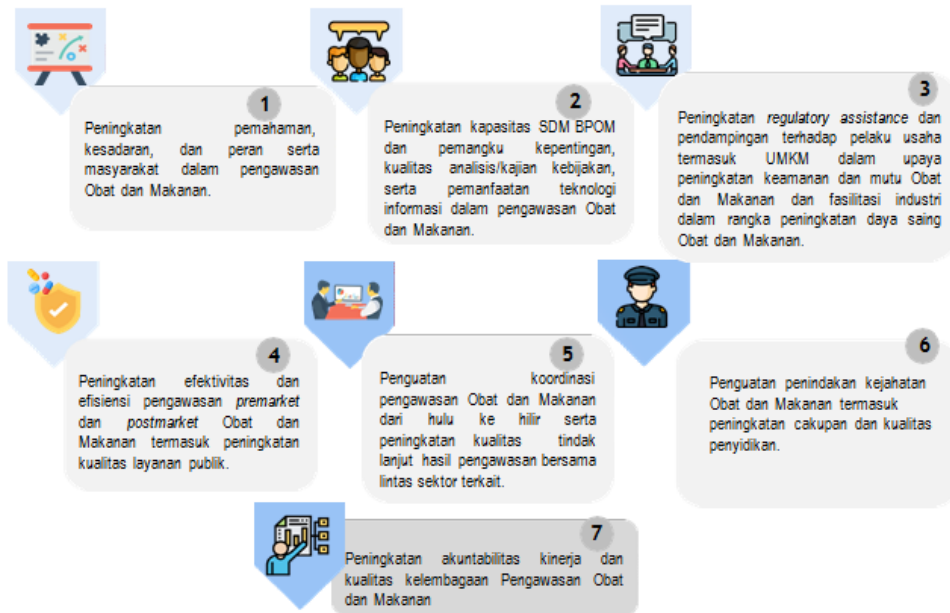 1
Peningkatan pemahaman,
kesadaran, dan peran serta
masyarakat dalam pengawasan
Obat dan Makanan.
2
Peningkatan kapasitas SDM BPOM
dan pemangku kepentingan,
kualitas analisis/kajian kebijakan,
serta pemanfaatan teknologi
informasi dalam pengawasan Obat
dan Makanan.
3
Peningkatan regulatory assistance dan
pendampingan terhadap pelaku usaha
termasuk UMKM dalam upaya
peningkatan keamanan dan mutu Obat
dan Makanan dan fasilitasi industri
dalam rangka peningkatan daya saing
Obat dan Makanan.
4
Peningkatan efektivitas dan
efisiensi pengawasan premarket
dan postmarket Obat dan
Makanan termasuk peningkatan
kualitas layanan publik.
5
Penguatan koordinasi
pengawasan Obat dan Makanan
dari hulu ke hilir serta
peningkatan kualitas tindak
lanjut hasil pengawasan bersama
lintas sektor terkait.
6
Penguatan penindakan kejahatan
Obat dan Makanan termasuk
peningkatan cakupan dan kualitas
penyidikan.
7
Peningkatan akuntabilitas kinerja dan
kualitas kelembagaan Pengawasan Obat
dan Makanan